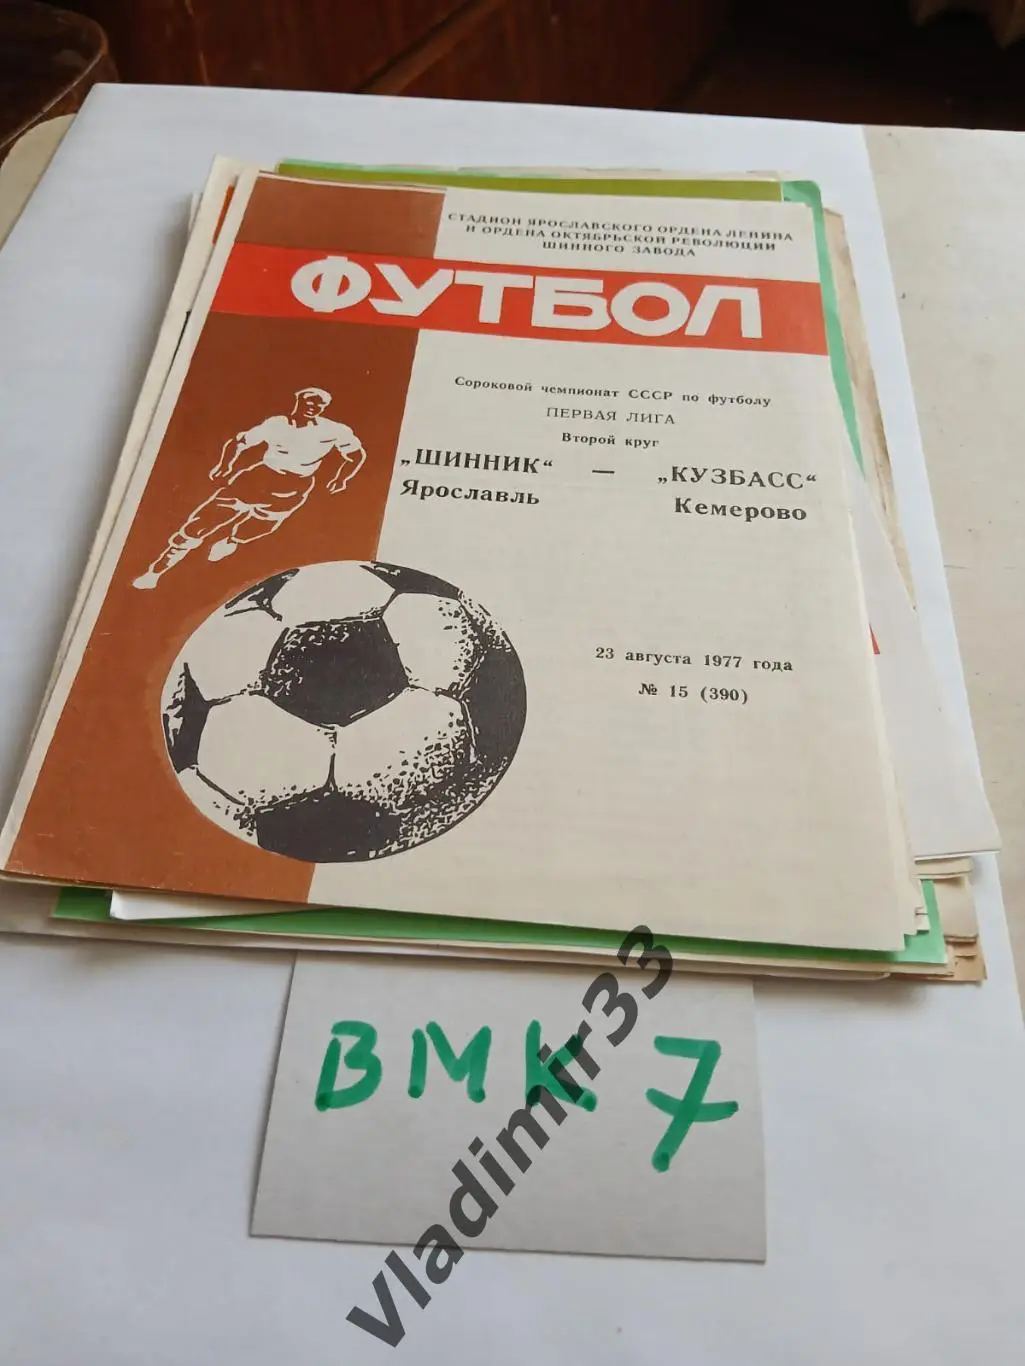 СТАДИОН ЯРОСЛАВСКОГО ОРДЕНА ЛЕНИНА
И ОРДЕНА ОКТЯБРЬСКОЙ РЕВОЛЮЦИИ
ШИННОГО ЗАВОДА
ФУТБОЛ
Сороковой чемпионат СССР по футболу
ПЕРВАЯ ЛИГА
Второй круг
„ШИННИК“ — „КУЗБАСС“
Ярославль Кемерово
23 августа 1977 года
№ 15 (390)
ВМК 7
vladimir33